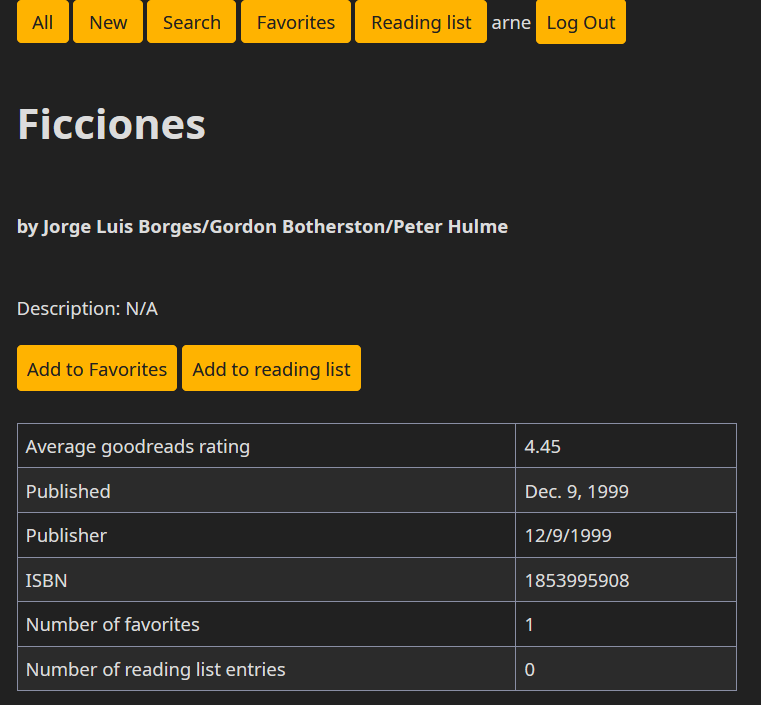 All New Search Favorites Reading list arne Log Out
Ficciones
by Jorge Luis Borges/Gordon Botherston/Peter Hulme
Description: N/A
Add to Favorites Add to reading list
Average goodreads rating 4.45
Published Dec. 9, 1999
Publisher 12/9/1999
ISBN 1853995908
Number of favorites 1
Number of reading list entries 0